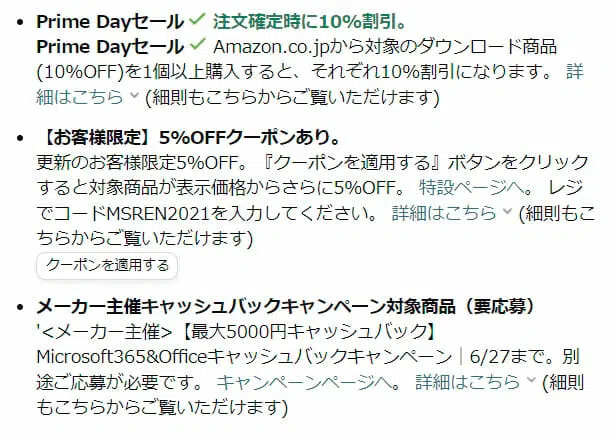 • Prime Dayセール ✓ 注文確定時に10%割引。
Prime Dayセール ✓ Amazon.co.jpから対象のダウンロード商品
(10%OFF)を1個以上購入すると、それぞれ10%割引になります。 詳
細はこちら (細則もこちらからご覧いただけます)
• 【お客様限定】5%OFFクーポンあり。
更新のお客様限定5%OFF。『クーポンを適用する』ボタンをクリック
すると対象商品が表示価格からさらに5%OFF。 特設ページへ。 レジ
でコードMSREN2021を入力してください。 詳細はこちら (細則もこ
ちらからご覧いただけます)
クーポンを適用する
• メーカー主催キャッシュバックキャンペーン対象商品（要応募）
'<メーカー主催>【最大5000円キャッシュバック】
Microsoft365&Officeキャッシュバックキャンペーン｜6/27まで。別
途ご応募が必要です。 キャンペーンページへ。 詳細はこちら (細則
もこちらからご覧いただけます)